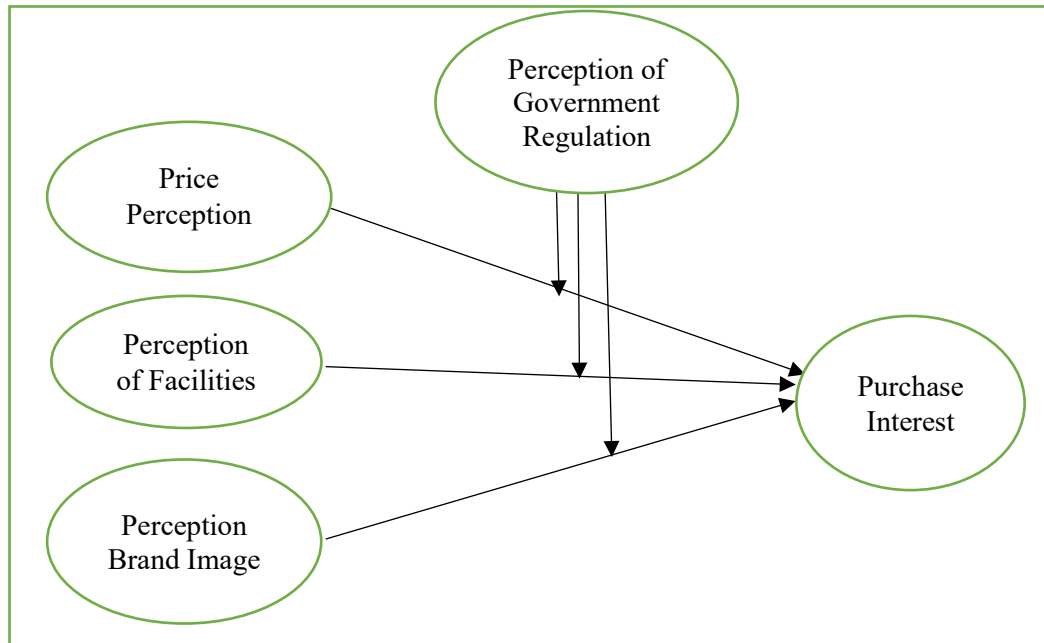 Perception of
Government
Regulation
Price
Perception
Perception
of Facilities
Purchase
Interest
Perception
Brand Image